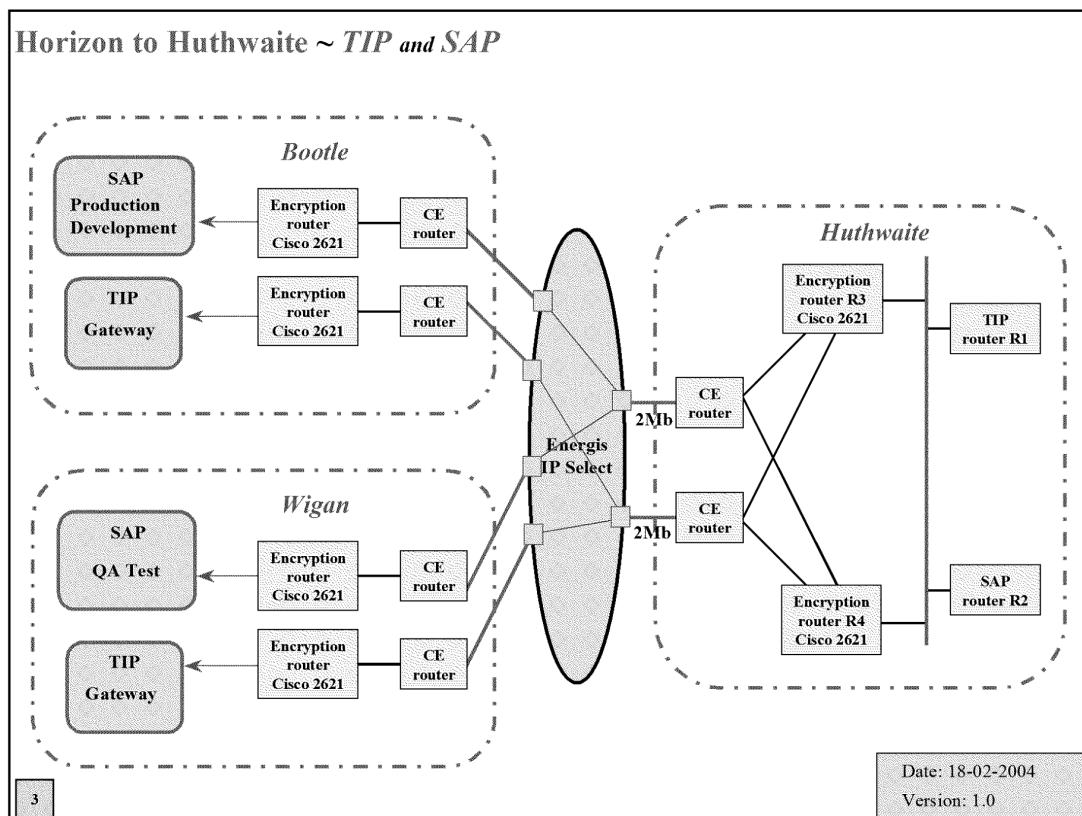 Horizon to Huthwaite ~ TIP and SAP
Bootle
SAP
Production
Development
Encryption
router
Cisco 2621
CE
router
TIP
Gateway
Encryption
router
Cisco 2621
CE
router
Wigan
SAP
QA Test
Encryption
router
Cisco 2621
CE
router
TIP
Gateway
Encryption
router
Cisco 2621
CE
router
Energis
IP Select
2Mb
2Mb
Huthwaite
CE
router
CE
router
Encryption
router R3
Cisco 2621
Encryption
router R4
Cisco 2621
TIP
router R1
SAP
router R2
3
Date: 18-02-2004
Version: 1.0